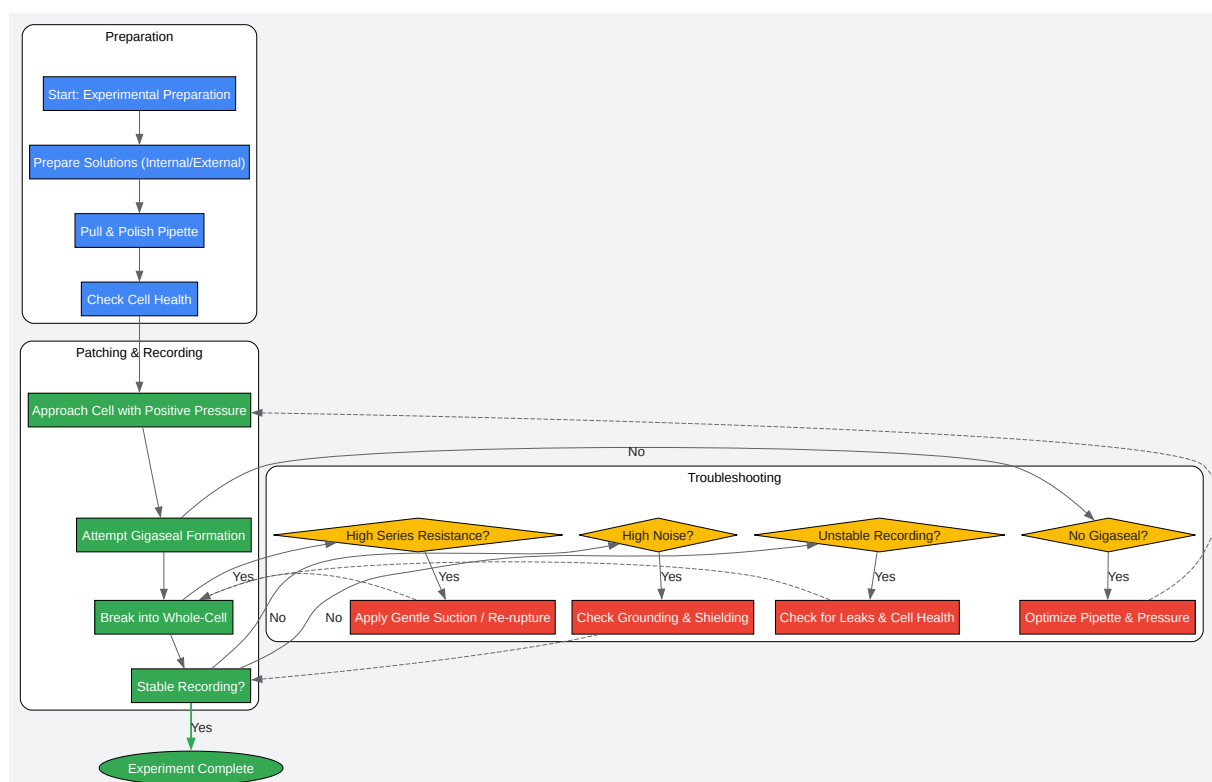 Preparation
Start: Experimental Preparation
Prepare Solutions (Internal/External)
Pull & Polish Pipette
Check Cell Health
Patching & Recording
Approach Cell with Positive Pressure
No
Troubleshooting
Attempt Gigaseal Formation
High Series Resistance?
High Noise?
Unstable Recording?
No Gigaseal?
Yes
Yes
Yes
Yes
Yes
Break into Whole-Cell
No
No
Apply Gentle Suction / Re-rupture
Check Grounding & Shielding
Check for Leaks & Cell Health
Optimize Pipette & Pressure
Stable Recording?
Yes
Experiment Complete